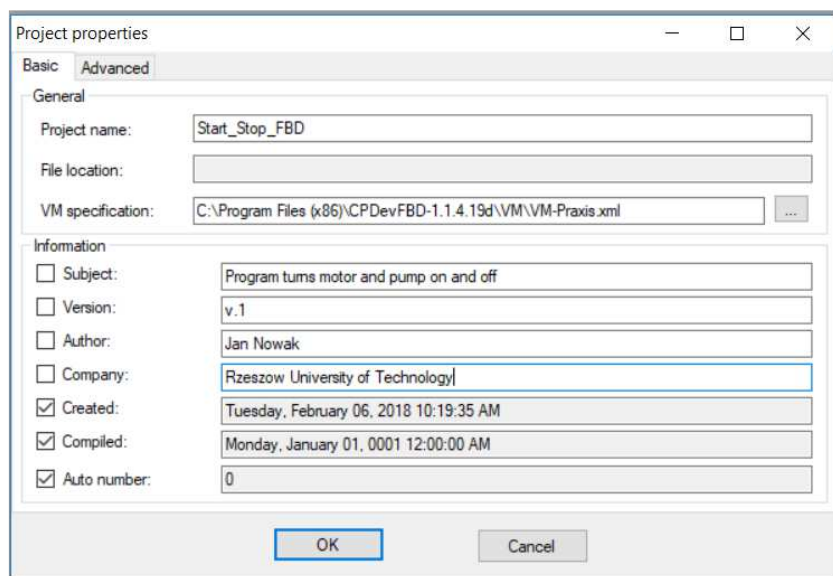 Project properties
Basic Advanced
General
Project name: Start_Stop_FBD
File location:
VM specification: C:\Program Files (x86)\CPDevFBD-1.1.4.19d\VM\VM-Praxis.xml ...
Information
Subject: Program turns motor and pump on and off
Version: v.1
Author: Jan Nowak
Company: Rzeszow University of Technology
Created: Tuesday, February 06, 2018 10:19:35 AM
Compiled: Monday, January 01, 0001 12:00:00 AM
Auto number: 0
OK Cancel